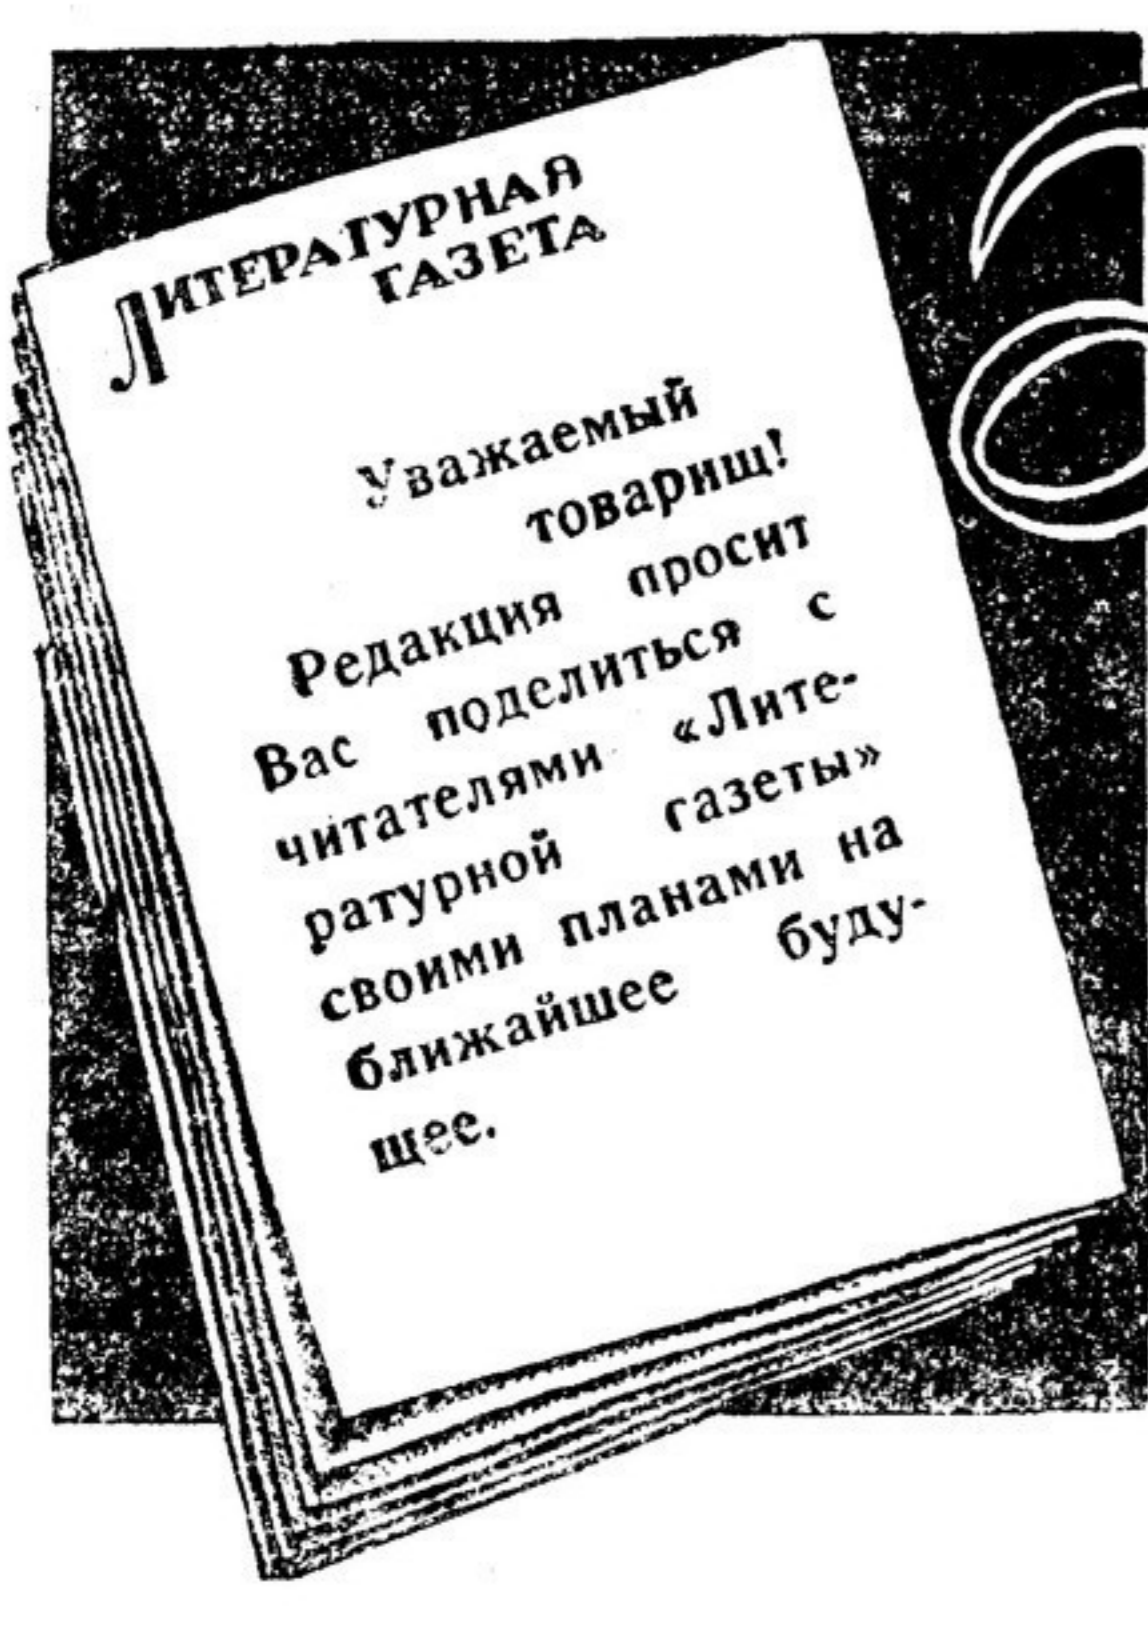 ЛИТЕРАТУРНАЯ
ГАЗЕТА
Уважаемый
товарищ!
Редакция просит
Вас поделиться с
читателями «Лите-
ратурной газеты»
своими планами на
ближайшее буду-
щее.